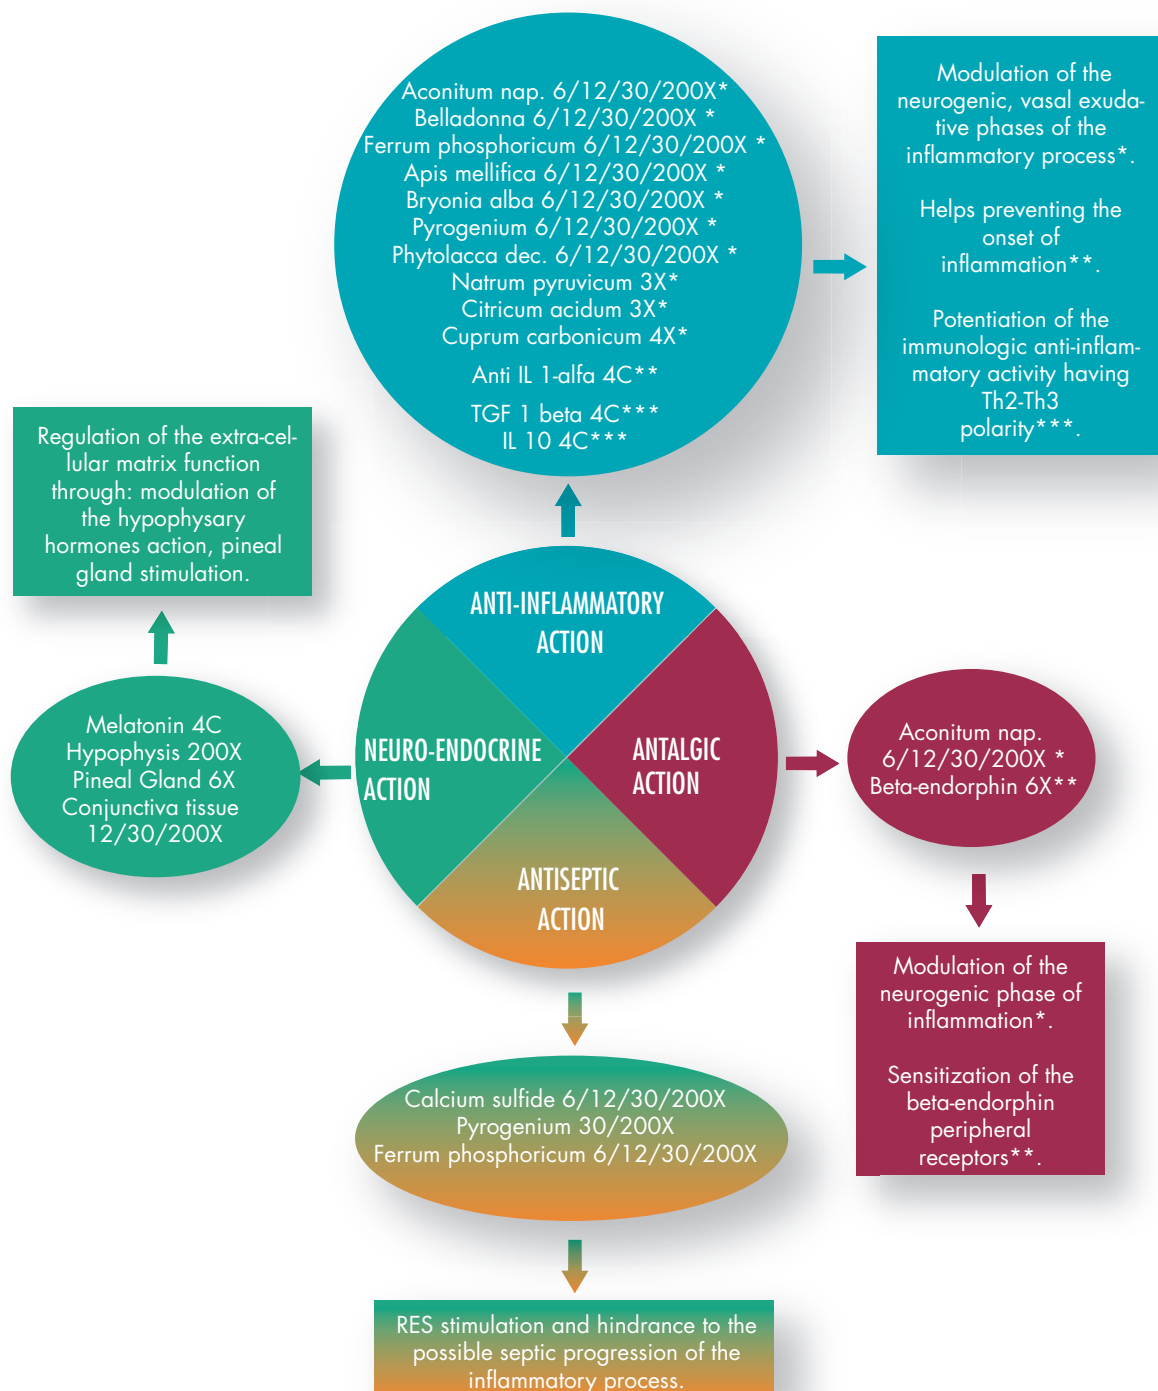 Aconitum nap. 6/12/30/200X*
Belladonna 6/12/30/200X *
Ferrum phosphoricum 6/12/30/200X *
Apis mellifica 6/12/30/200X *
Bryonia alba 6/12/30/200X *
Pyrogenium 6/12/30/200X *
Phytolacca dec. 6/12/30/200X *
Natrum pyruvicum 3X*
Citricum acidum 3X*
Cuprum carbonicum 4X*
Anti IL 1-alfa 4C**
TGF 1 beta 4C***
IL 10 4C***
Modulation of the
neurogenic, vasal exuda-
tive phases of the
inflammatory process*.
Helps preventing the
onset of
inflammation**.
Potentiation of the
immunologic anti-inflam-
matory activity having
Th2-Th3
polarity***.
Regulation of the extra-cel-
lular matrix function
through: modulation of
the hypophysary
hormones action, pineal
gland stimulation.
ANTI-INFLAMMATORY
ACTION
Melatonin 4C
Hypophysis 200X
Pineal Gland 6X
Conjunctiva tissue
12/30/200X
NEURO-ENDOCRINE
ACTION
ANTALGIC
ACTION
Aconitum nap.
6/12/30/200X *
Beta-endorphin 6X**
ANTISEPTIC
ACTION
Modulation of the
neurogenic phase of
inflammation*.
Sensitization of the
beta-endorphin
peripheral
receptors**.
Calcium sulfide 6/12/30/200X
Pyrogenium 30/200X
Ferrum phosphoricum 6/12/30/200X
RES stimulation and hindrance to the
possible septic progression of the
inflammatory process.